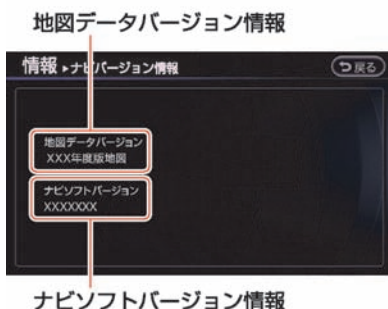 地図データバージョン情報
情報 ▸ナビバージョン情報
戻る
地図データバージョン
XXX年度版地図
ナビソフトバージョン
XXXXXXX
ナビソフトバージョン情報